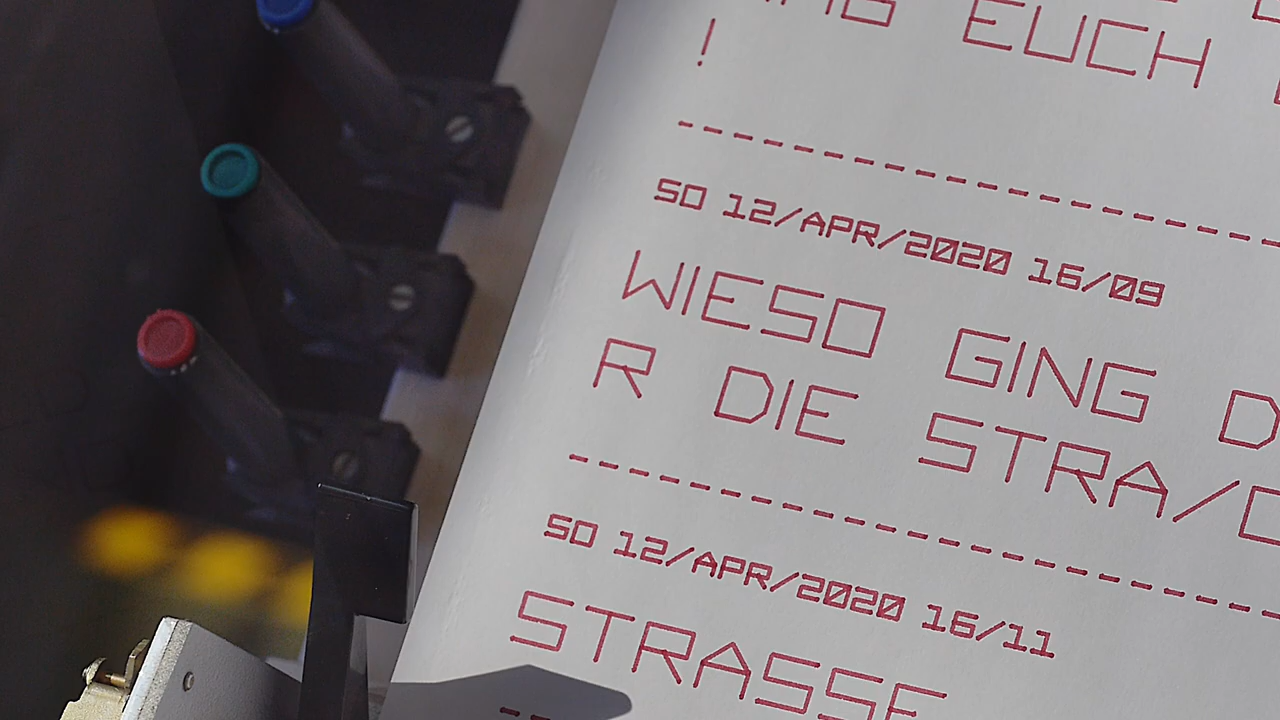 EUCH
!
SO 12/APR/2020 16/09
WIESO GING
R DIE STRA/
SO 12/APR/2020 16/11
STRASSE